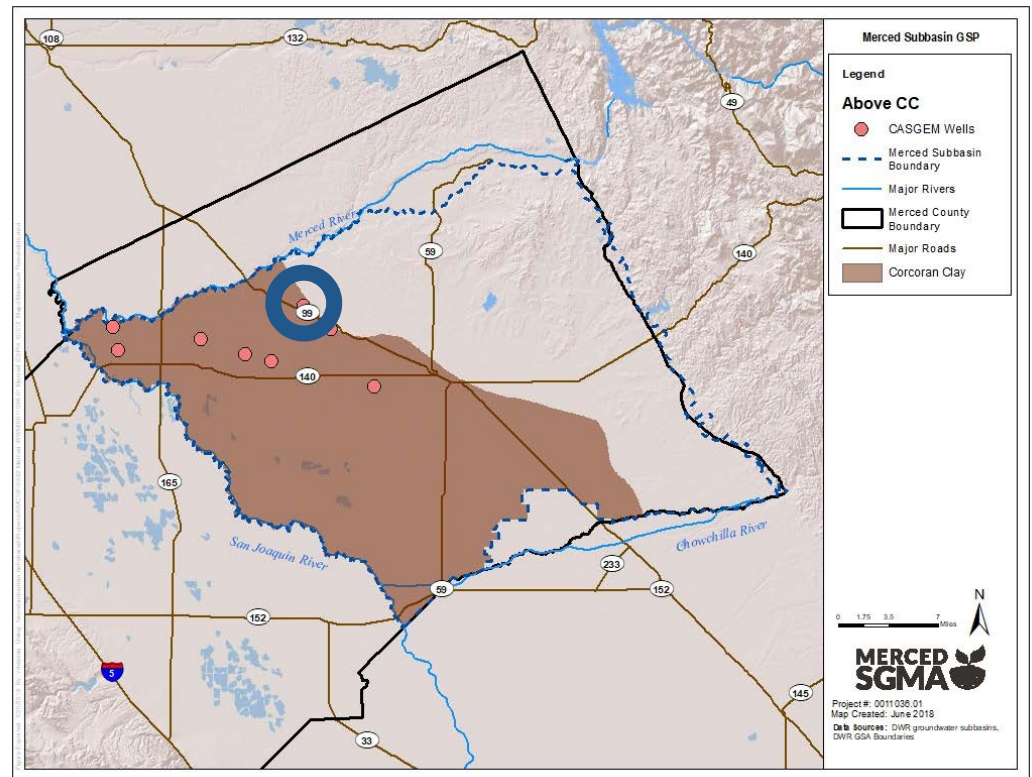 108
132
49
Merced River
59
140
99
140
165
San Joaquin River
Chowchilla River
233
59
152
152
5
33
145
Merced Subbasin GSP
Legend
Above CC
CASGEM Wells
Merced Subbasin
Boundary
Major Rivers
Merced County
Boundary
Major Roads
Corcoran Clay
N
0 1.75 3.5 7
Miles
MERCED
SGMA
Project #: 0011036.01
Map Created: June 2018
Data Sources: DWR groundwater subbasins,
DWR GSA Boundaries